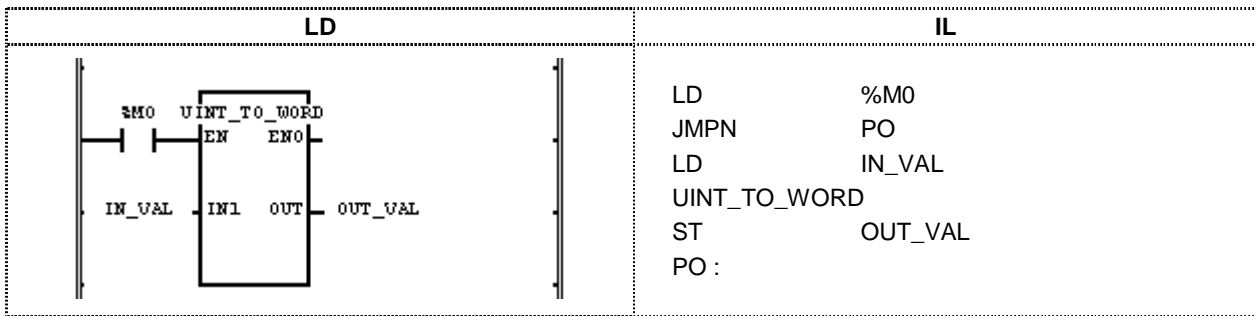 LD
IL
%M0 UINT_TO_WORD
EN ENO
IN_VAL IN1 OUT OUT_VAL
LD %M0
JMPN PO
LD IN_VAL
UINT_TO_WORD
ST OUT_VAL
PO :